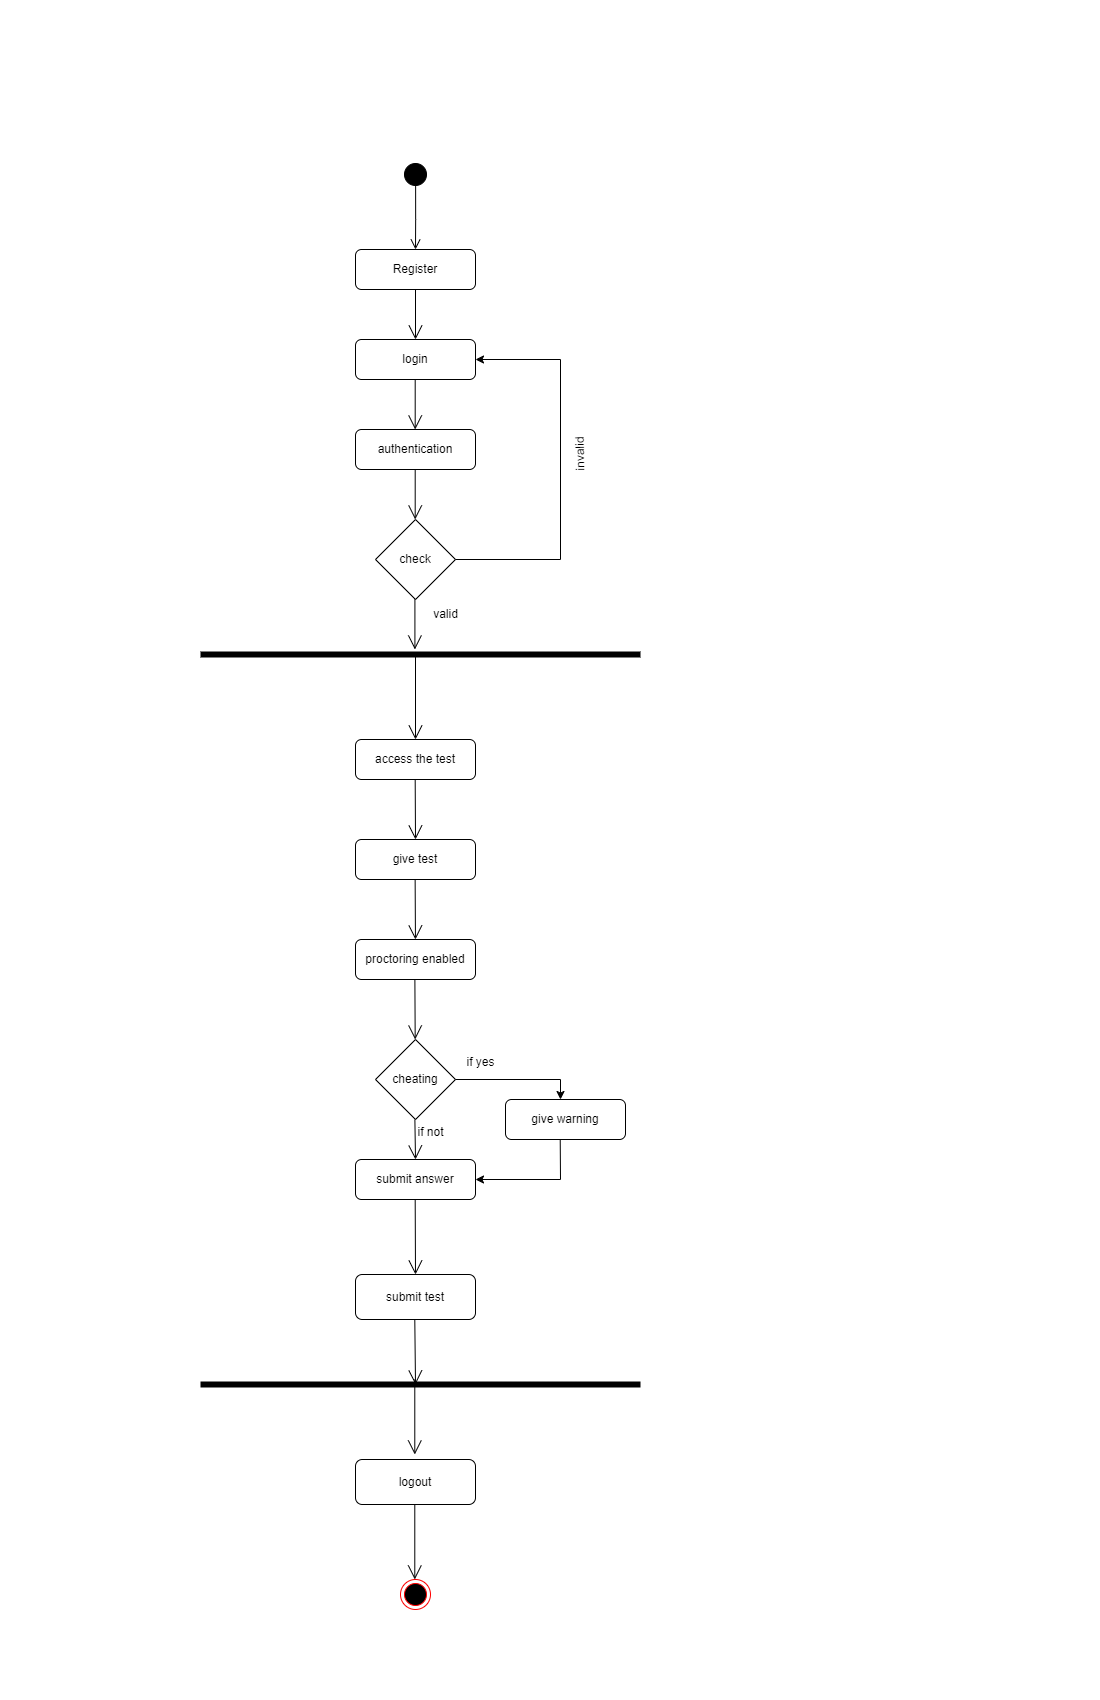 Register
login
invalid
authentication
check
valid
access the test
give test
proctoring enabled
if yes
cheating
give warning
if not
submit answer
submit test
logout